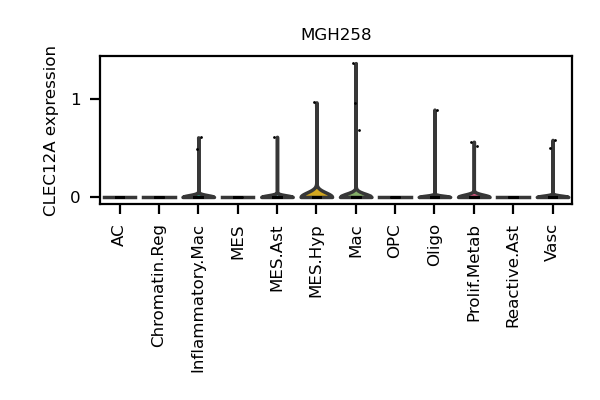 MGH258
CLEC12A expression
1
0
AC
Chromatin.Reg
Inflammatory.Mac
MES
MES.Ast
MES.Hyp
Mac
OPC
Oligo
Prolif.Metab
Reactive.Ast
Vasc